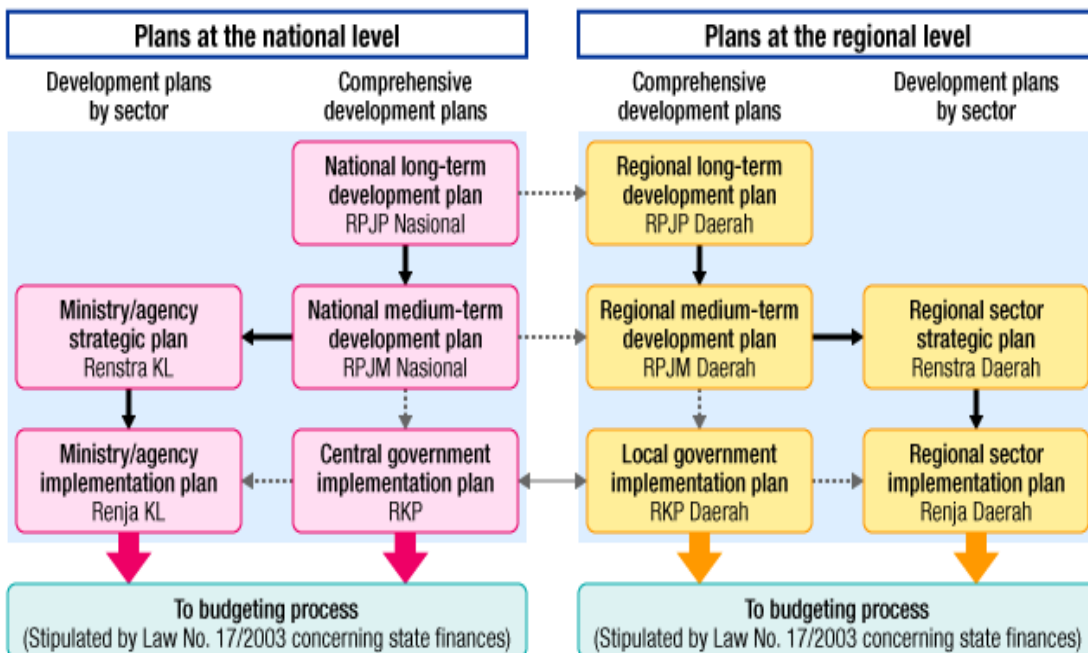 Plans at the national level
Plans at the regional level
Development plans
by sector
Comprehensive
development plans
Comprehensive
development plans
Development plans
by sector
National long-term
development plan
RPJP Nasional
Regional long-term
development plan
RPJP Daerah
Ministry/agency
strategic plan
Renstra KL
National medium-term
development plan
RPJM Nasional
Regional medium-term
development plan
RPJM Daerah
Regional sector
strategic plan
Renstra Daerah
Ministry/agency
implementation plan
Renja KL
Central government
implementation plan
RKP
Local government
implementation plan
RKP Daerah
Regional sector
implementation plan
Renja Daerah
To budgeting process
(Stipulated by Law No. 17/2003 concerning state finances)
To budgeting process
(Stipulated by Law No. 17/2003 concerning state finances)